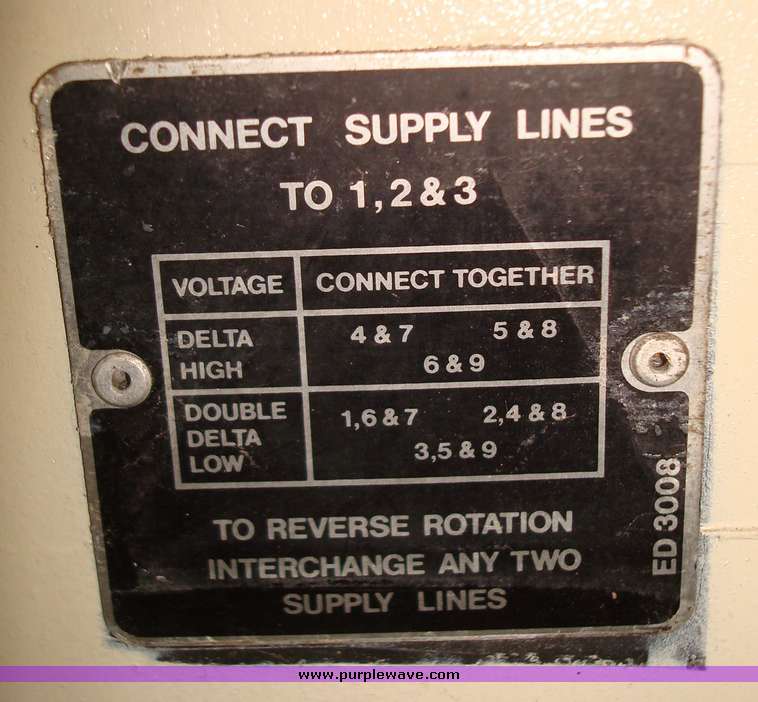 CONNECT SUPPLY LINES
TO 1,2 & 3
VOLTAGE CONNECT TOGETHER
DELTA HIGH 4 & 7 5 & 8
6 & 9
DOUBLE DELTA LOW 1,6 & 7 2,4 & 8
3,5 & 9
TO REVERSE ROTATION
INTERCHANGE ANY TWO
SUPPLY LINES
ED 3008
www.purplewave.com